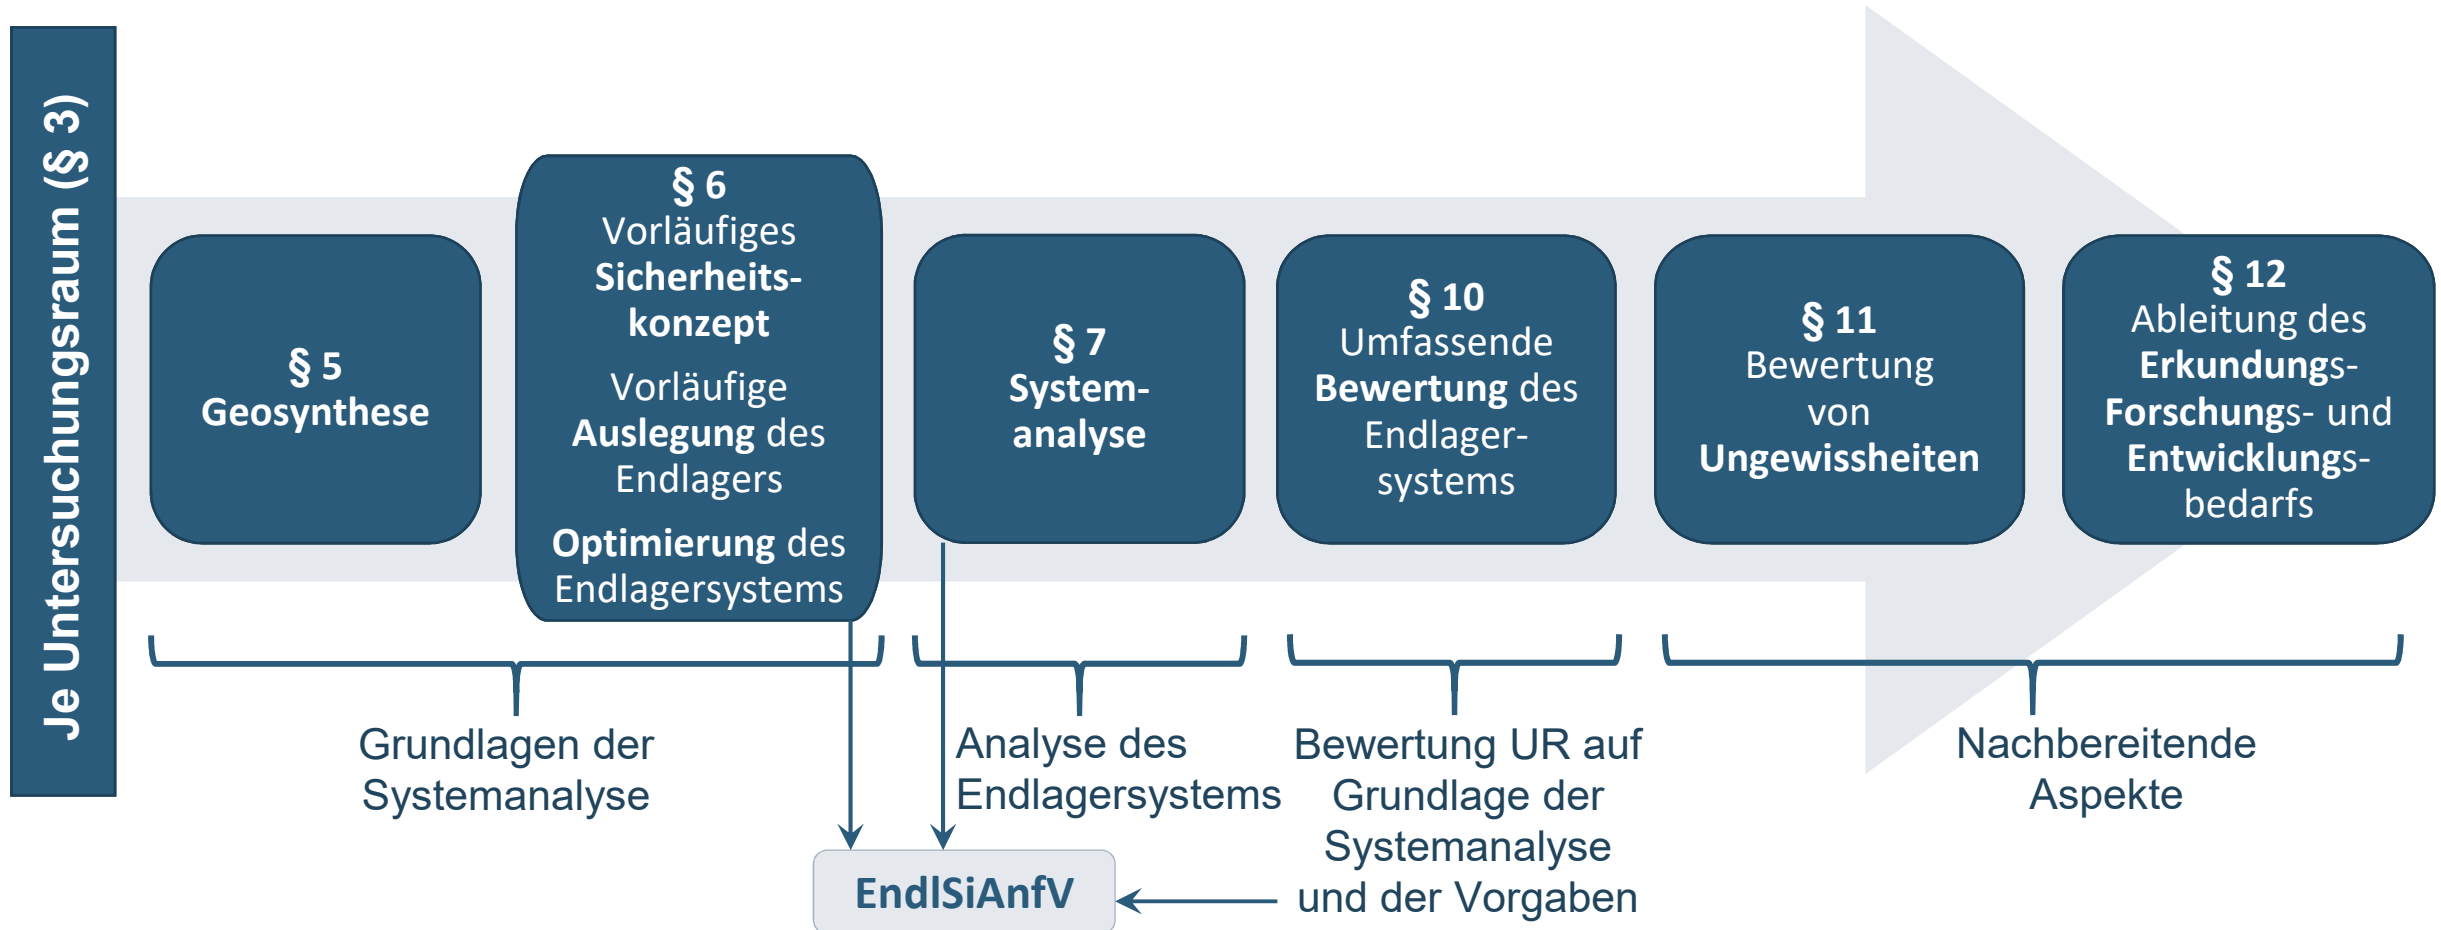 Je Untersuchungsraum (§ 3)
§ 5
Geosynthese
§ 6
Vorläufiges
Sicherheits-
konzept
Vorläufige
Auslegung des
Endlagers
Optimierung des
Endlagersystems
§ 7
System-
analyse
§ 10
Umfassende
Bewertung des
Endlager-
systems
§ 11
Bewertung
von
Ungewissheiten
§ 12
Ableitung des
Erkundungs-
Forschungs- und
Entwicklungs-
bedarfs
Grundlagen der
Systemanalyse
Analyse des
Endlagersystems
Bewertung UR auf
Grundlage der
Systemanalyse
und der Vorgaben
Nachbereitende
Aspekte
EndlSiAnfV